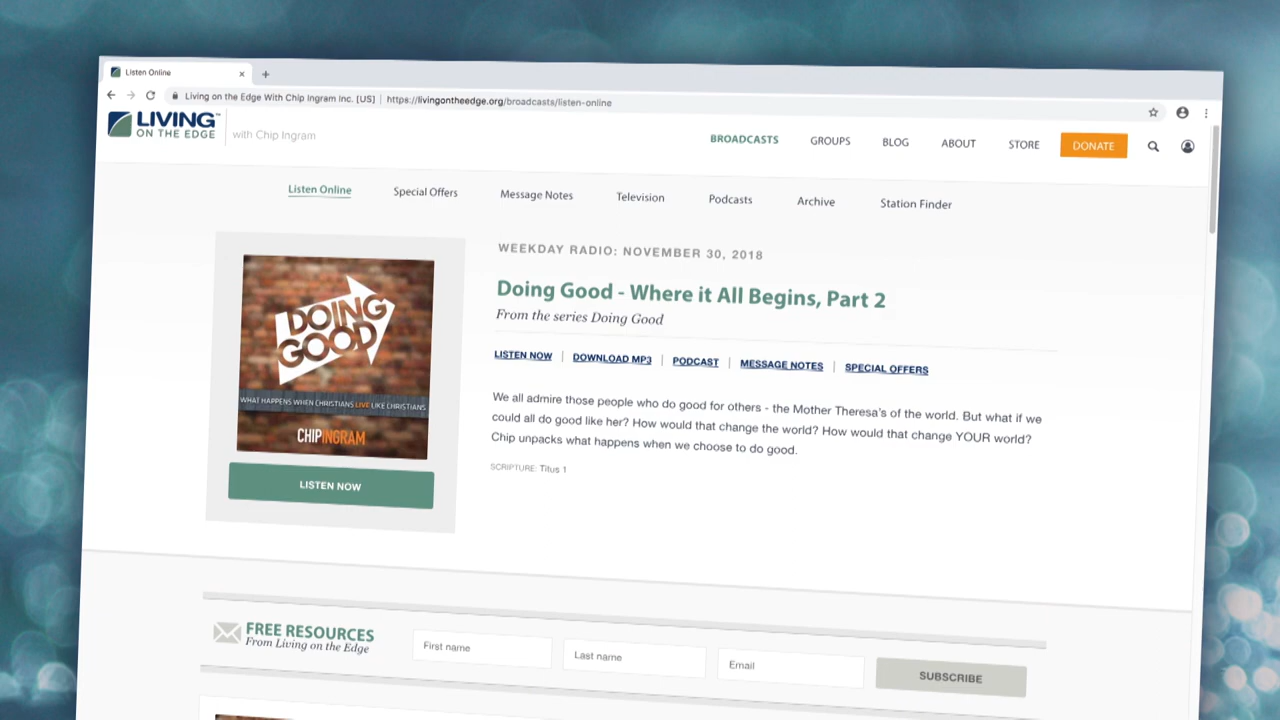 Listen Online
Living on the Edge With Chip Ingram Inc. [US] | https://livingontheedge.org/broadcasts/listen-online
LIVING™
ON THE EDGE
with Chip Ingram
BROADCASTS GROUPS BLOG ABOUT STORE DONATE
Listen Online Special Offers Message Notes Television Podcasts Archive Station Finder
WEEKDAY RADIO: NOVEMBER 30, 2018
Doing Good - Where it All Begins, Part 2
From the series Doing Good
LISTEN NOW | DOWNLOAD MP3 | PODCAST | MESSAGE NOTES | SPECIAL OFFERS
We all admire those people who do good for others - the Mother Theresa's of the world. But what if we
could all do good like her? How would that change the world? How would that change YOUR world?
Chip unpacks what happens when we choose to do good.
SCRIPTURE: Titus 1
DOING
GOOD
WHAT HAPPENS WHEN CHRISTIANS LIVE LIKE CHRISTIANS
CHIP INGRAM
LISTEN NOW
FREE RESOURCES
From Living on the Edge
First name
Last name
Email
SUBSCRIBE